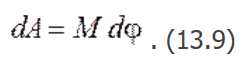 dA = M dφ . (13.9)